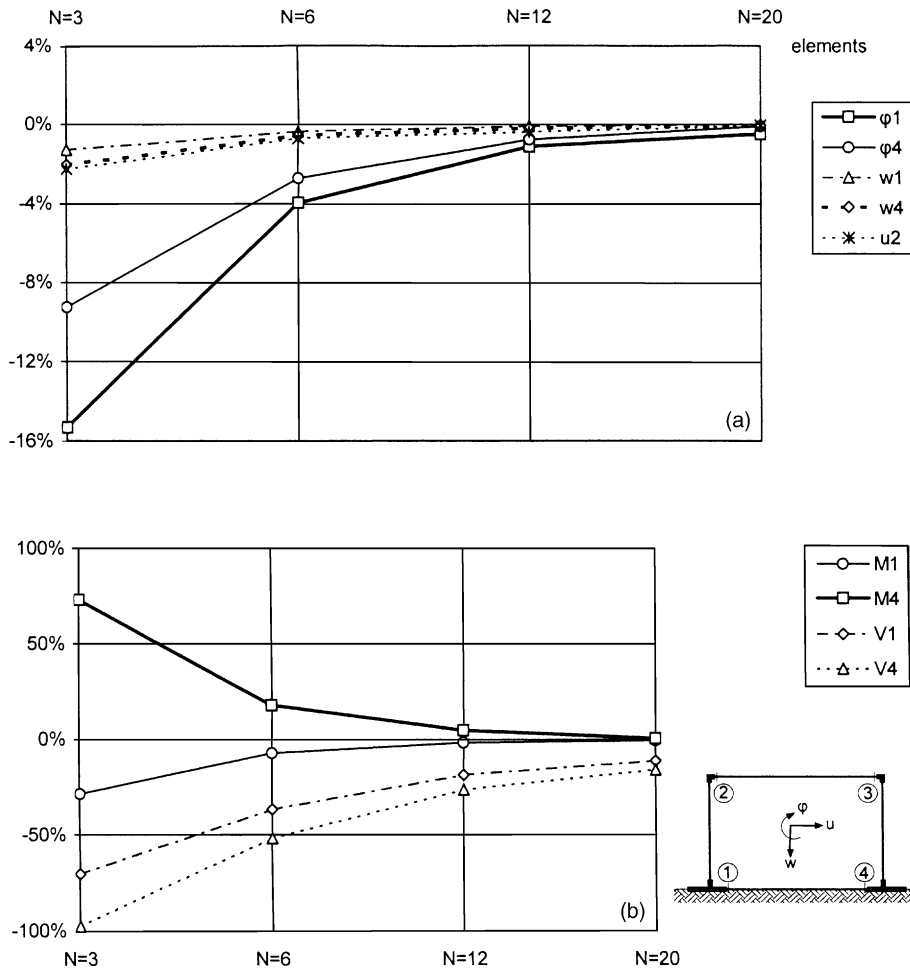 N=3 N=6 N=12 N=20
elements
4%
0%
-4%
-8%
-12%
-16%
(a)
φ1
φ4
w1
w4
u2
100%
50%
0%
-50%
-100%
(b)
N=3 N=6 N=12 N=20
M1
M4
V1
V4
2 3
φ
u
w
1 4